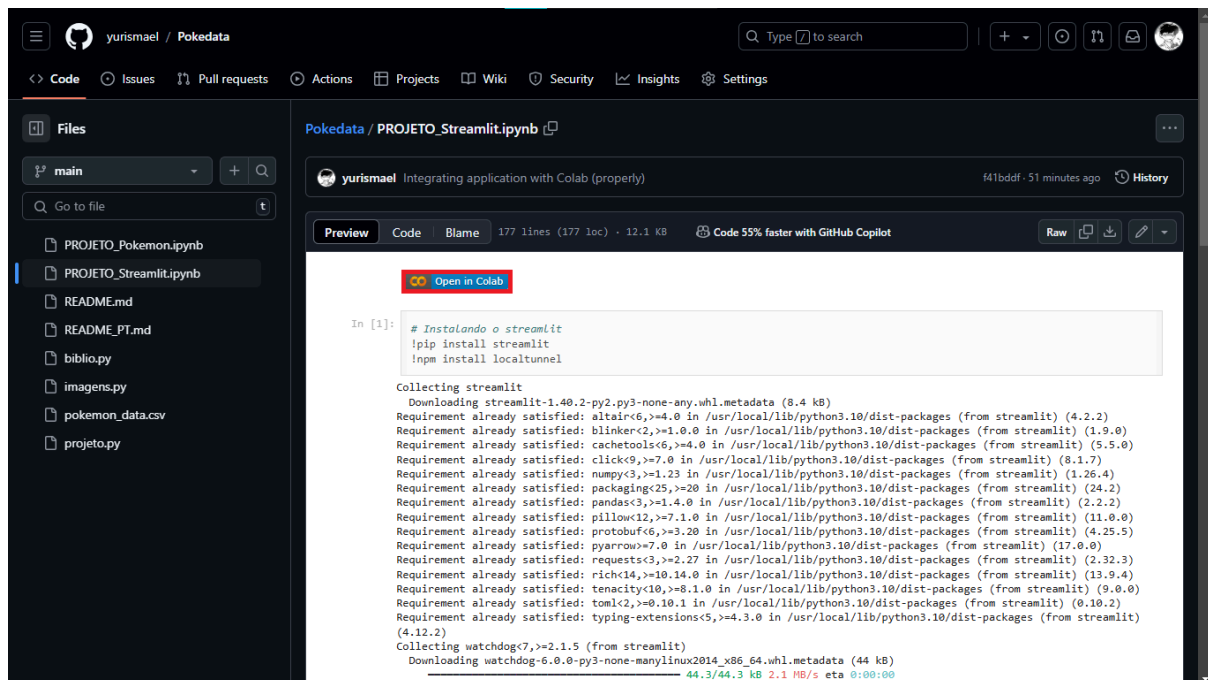 yurismael / Pokedata
Type / to search
Code Issues Pull requests Actions Projects Wiki Security Insights Settings
Files
main
Go to file t
PROJETO_Pokemon.ipynb
PROJETO_Streamlit.ipynb
README.md
README_PT.md
biblio.py
imagens.py
pokemon_data.csv
projeto.py
Pokedata / PROJETO_Streamlit.ipynb
yurismael Integrating application with Colab (properly) f41bddf · 51 minutes ago History
Preview Code Blame 177 lines (177 loc) · 12.1 KB Code 55% faster with GitHub Copilot Raw
Open in Colab
In [1]:
# Instalando o streamlit
!pip install streamlit
!npm install localtunnel
Collecting streamlit
Downloading streamlit-1.40.2-py2.py3-none-any.whl.metadata (8.4 kB)
Requirement already satisfied: altair<6,>=4.0 in /usr/local/lib/python3.10/dist-packages (from streamlit) (4.2.2)
Requirement already satisfied: blinker<2,>=1.0.0 in /usr/local/lib/python3.10/dist-packages (from streamlit) (1.9.0)
Requirement already satisfied: cachetools<6,>=4.0 in /usr/local/lib/python3.10/dist-packages (from streamlit) (5.5.0)
Requirement already satisfied: click<9,>=7.0 in /usr/local/lib/python3.10/dist-packages (from streamlit) (8.1.7)
Requirement already satisfied: numpy<3,>=1.23 in /usr/local/lib/python3.10/dist-packages (from streamlit) (1.26.4)
Requirement already satisfied: packaging<25,>=20 in /usr/local/lib/python3.10/dist-packages (from streamlit) (24.2)
Requirement already satisfied: pandas<3,>=1.4.0 in /usr/local/lib/python3.10/dist-packages (from streamlit) (2.2.2)
Requirement already satisfied: pillow<12,>=7.1.0 in /usr/local/lib/python3.10/dist-packages (from streamlit) (11.0.0)
Requirement already satisfied: protobuf<6,>=3.20 in /usr/local/lib/python3.10/dist-packages (from streamlit) (4.25.5)
Requirement already satisfied: pyarrow>=7.0 in /usr/local/lib/python3.10/dist-packages (from streamlit) (17.0.0)
Requirement already satisfied: requests<3,>=2.27 in /usr/local/lib/python3.10/dist-packages (from streamlit) (2.32.3)
Requirement already satisfied: rich<14,>=10.14.0 in /usr/local/lib/python3.10/dist-packages (from streamlit) (13.9.4)
Requirement already satisfied: tenacity<10,>=8.1.0 in /usr/local/lib/python3.10/dist-packages (from streamlit) (9.0.0)
Requirement already satisfied: toml<2,>=0.10.1 in /usr/local/lib/python3.10/dist-packages (from streamlit) (0.10.2)
Requirement already satisfied: typing-extensions<5,>=4.3.0 in /usr/local/lib/python3.10/dist-packages (from streamlit)
(4.12.2)
Collecting watchdog<7,>=2.1.5 (from streamlit)
Downloading watchdog-6.0.0-py3-none-manylinux2014_x86_64.whl.metadata (44 kB)
44.3/44.3 kB 2.1 MB/s eta 0:00:00